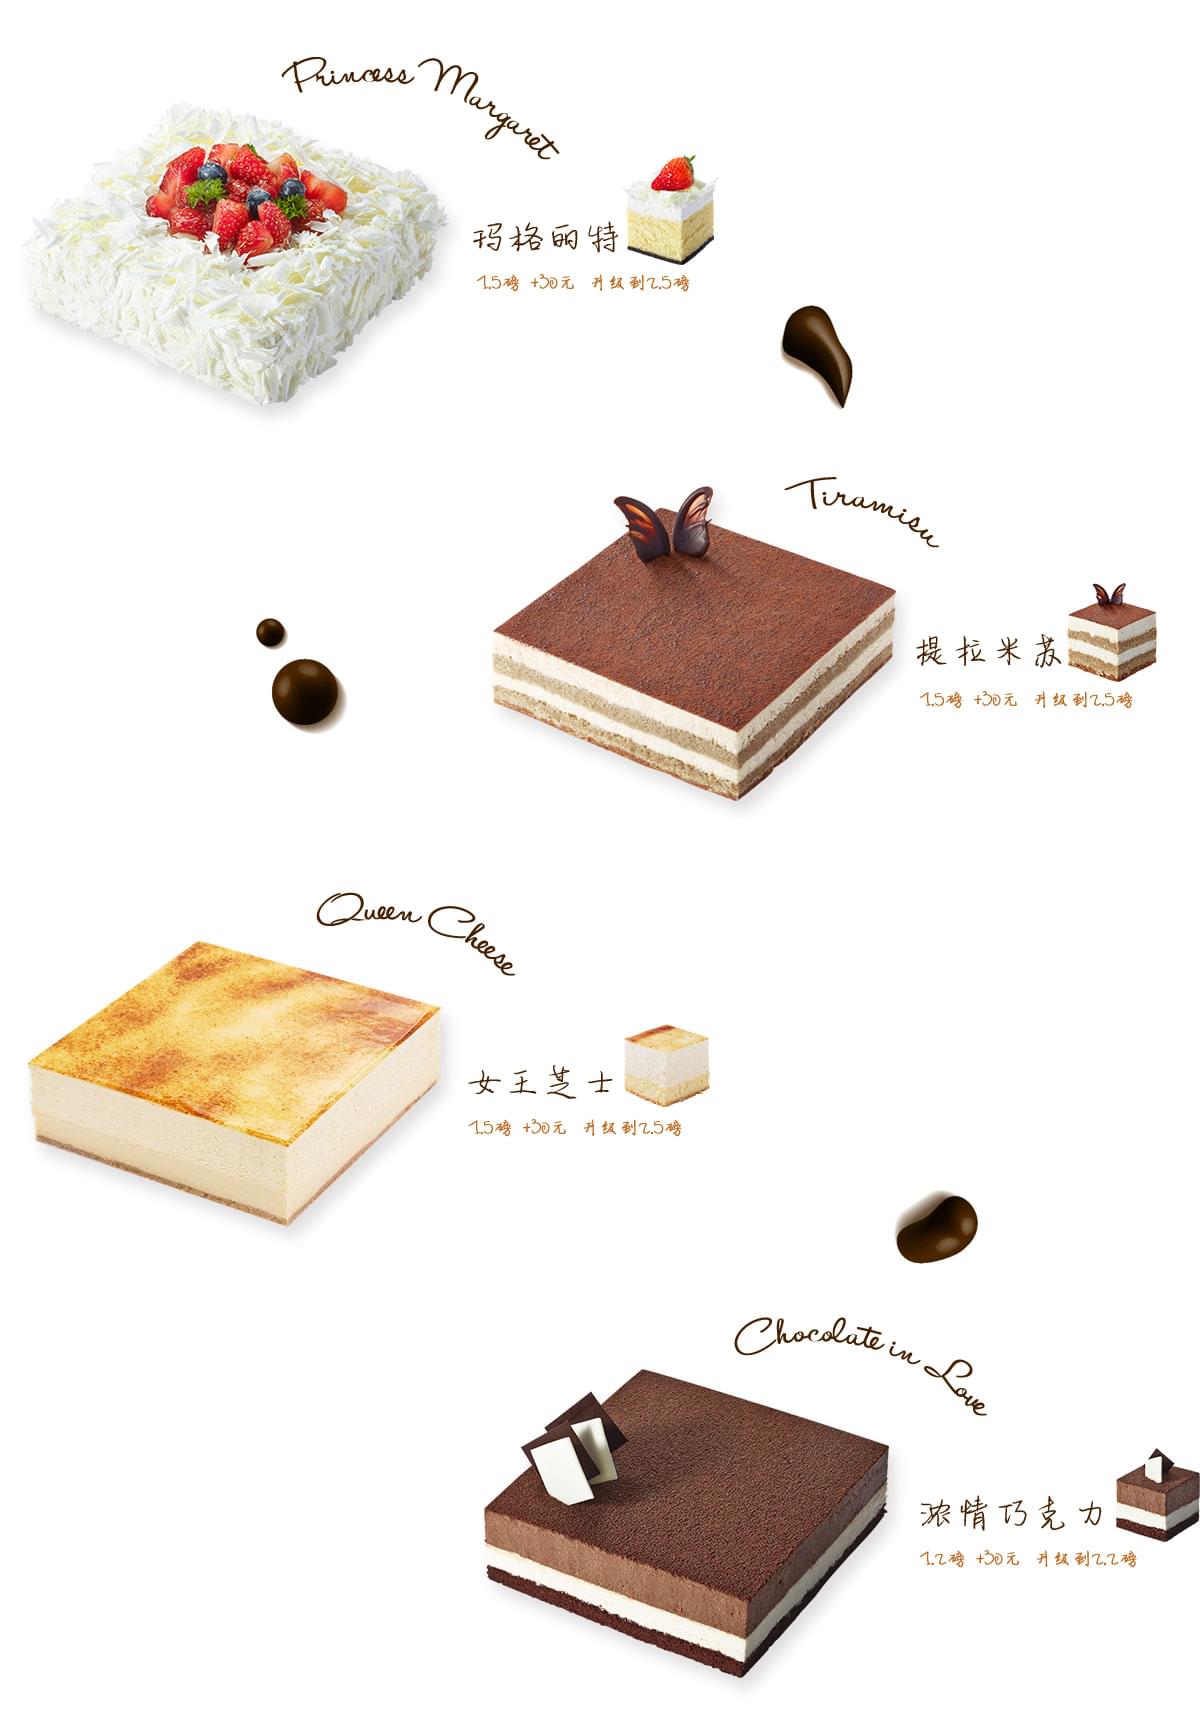 Princess Margaret
玛格丽特
1.5磅 +30元 升级到2.5磅
Tiramisu
提拉米苏
1.5磅 +30元 升级到2.5磅
Queen Cheese
女王芝士
1.5磅 +30元 升级到2.5磅
Chocolate in Love
浓情巧克力
1.2磅 +30元 升级到2.2磅